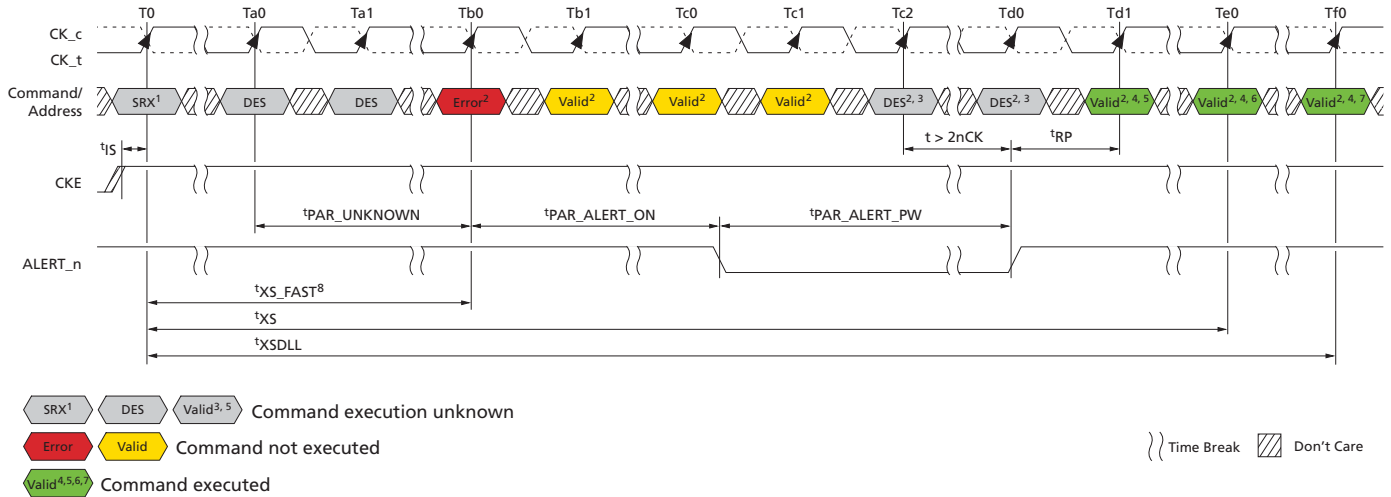 T0 Ta0 Ta1 Tb0 Tb1 Tc0 Tc1 Tc2 Td0 Td1 Te0 Tf0
CK_c
CK_t
Command/
Address
SRX1 DES DES Error2 Valid2 Valid2 Valid2 DES2, 3 DES2, 3 Valid2, 4, 5 Valid2, 4, 6 Valid2, 4, 7
tIS t > 2nCK tRP
CKE
tPAR_UNKNOWN tPAR_ALERT_ON tPAR_ALERT_PW
ALERT_n
tXS_FAST8
tXS
tXSDLL
SRX1 DES Valid3, 5 Command execution unknown
Error Valid Command not executed
Valid4,5,6,7 Command executed
Time Break Don't Care